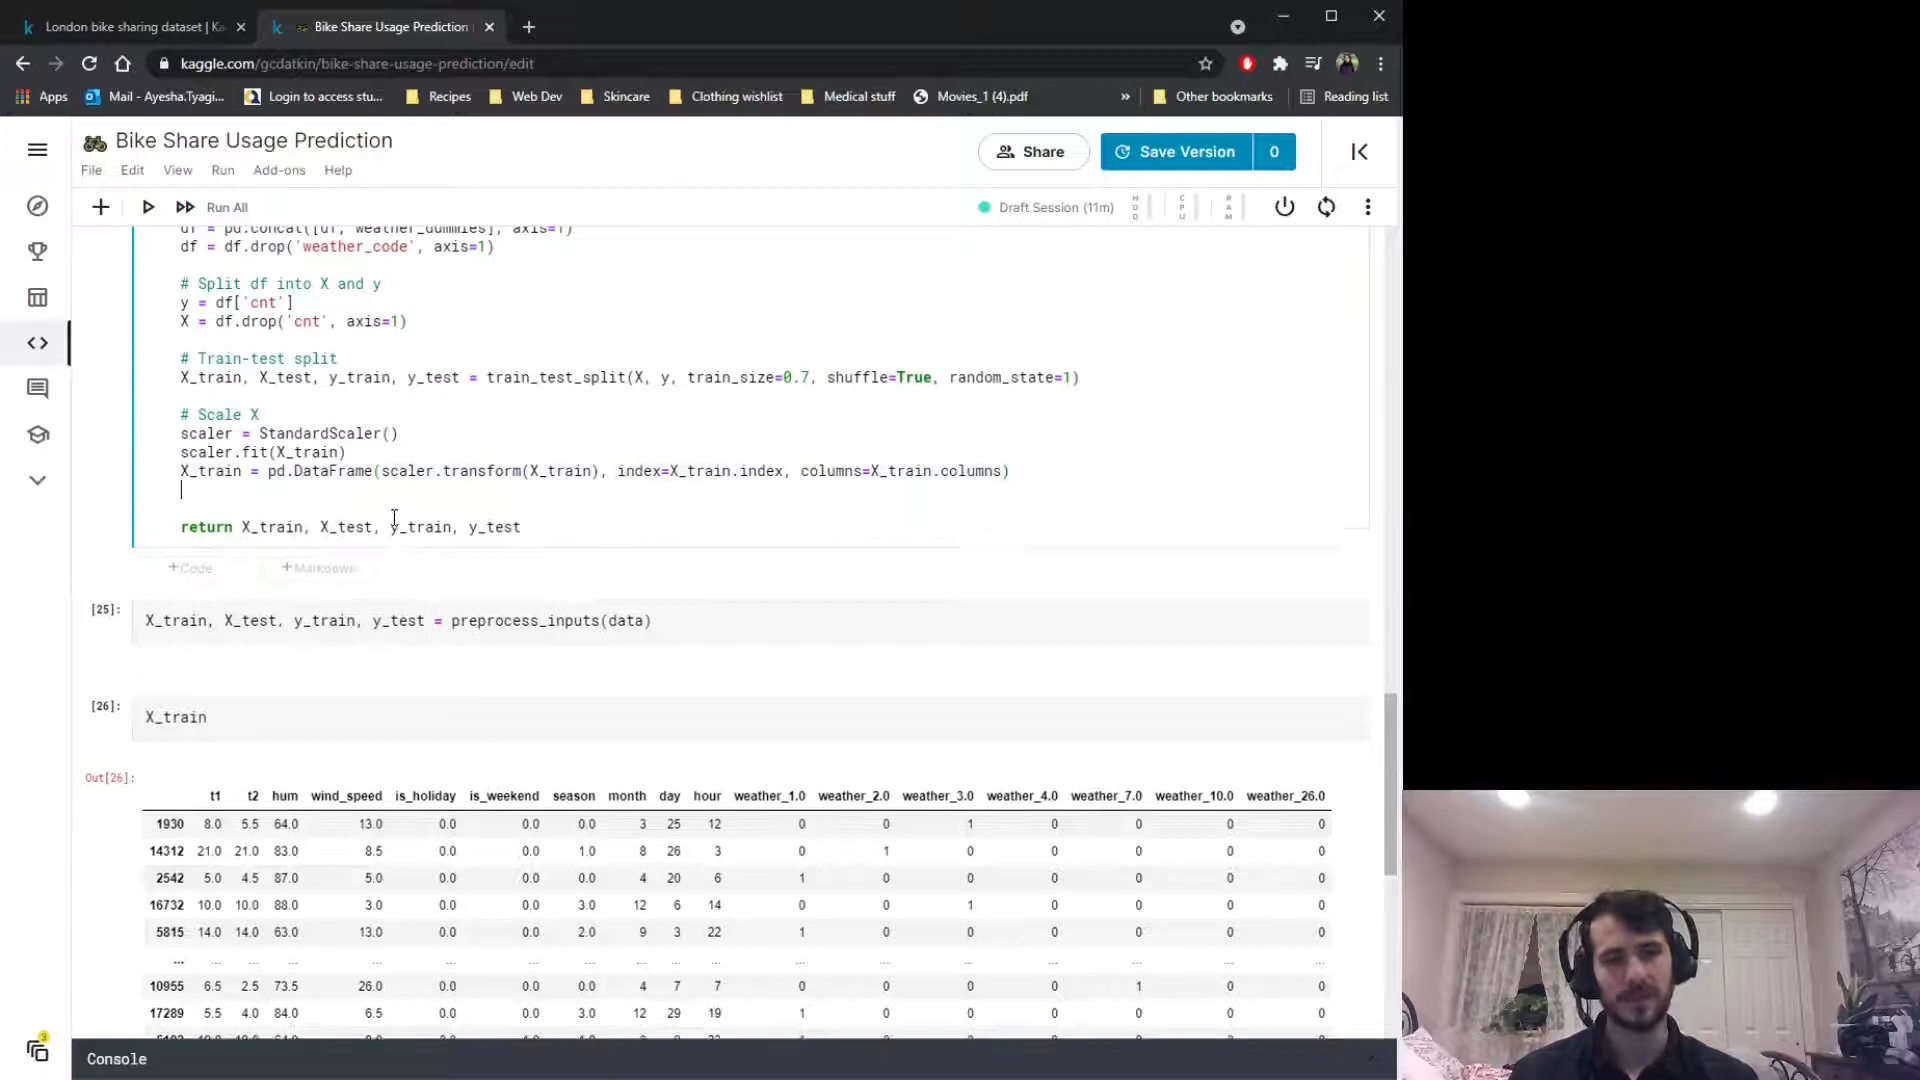 London bike sharing dataset | Ka
Bike Share Usage Prediction
kaggle.com/gcdatkin/bike-share-usage-prediction/edit
Apps
Mail - Ayesha.Tyagi...
Login to access stu...
Recipes
Web Dev
Skincare
Clothing wishlist
Medical stuff
Movies_1 (4).pdf
»
Other bookmarks
Reading list
Bike Share Usage Prediction
Share
Save Version
0
File Edit View Run Add-ons Help
Run All
Draft Session (11m)
HDD
CPU
RAM
df = pd.concat([df, weather_dummies], axis=1)
df = df.drop('weather_code', axis=1)
# Split df into X and y
y = df['cnt']
X = df.drop('cnt', axis=1)
# Train-test split
X_train, X_test, y_train, y_test = train_test_split(X, y, train_size=0.7, shuffle=True, random_state=1)
# Scale X
scaler = StandardScaler()
scaler.fit(X_train)
X_train = pd.DataFrame(scaler.transform(X_train), index=X_train.index, columns=X_train.columns)
return X_train, X_test, y_train, y_test
+ Code
+ Markdown
[25]:
X_train, X_test, y_train, y_test = preprocess_inputs(data)
[26]:
X_train
Out[26]:
t1 t2 hum wind_speed is_holiday is_weekend season month day hour weather_1.0 weather_2.0 weather_3.0 weather_4.0 weather_7.0 weather_10.0 weather_26.0
1930 8.0 5.5 64.0 13.0 0.0 0.0 0.0 3 25 12 0 0 1 0 0 0 0
14312 21.0 21.0 83.0 8.5 0.0 0.0 1.0 8 26 3 0 1 0 0 0 0 0
2542 5.0 4.5 87.0 5.0 0.0 0.0 0.0 4 20 6 1 0 0 0 0 0 0
16732 10.0 10.0 88.0 3.0 0.0 0.0 3.0 12 6 14 0 0 1 0 0 0 0
5815 14.0 14.0 63.0 13.0 0.0 0.0 2.0 9 3 22 1 0 0 0 0 0 0
... ... ... ... ... ... ... ... ... ... ... ... ... ... ... ... ... ...
10955 6.5 2.5 73.5 26.0 0.0 0.0 0.0 4 7 7 0 0 0 0 1 0 0
17289 5.5 4.0 84.0 6.5 0.0 0.0 3.0 12 29 19 1 0 0 0 0 0 0
3
Console